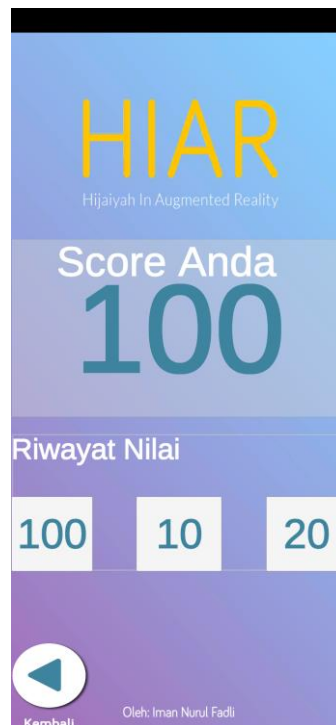 HIAR
Hijaiyah In Augmented Reality
Score Anda
100
Riwayat Nilai
100 10 20
Kembali
Oleh: Iman Nurul Fadli